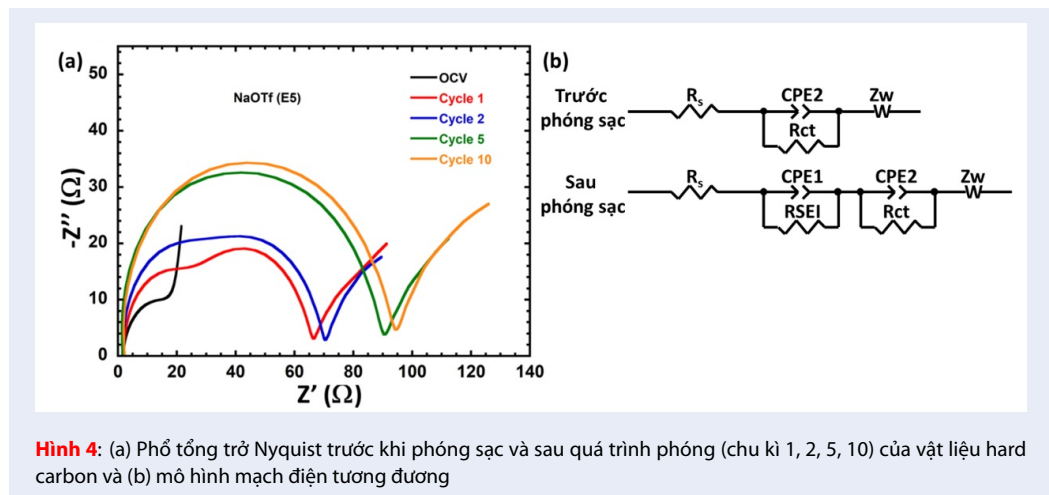 (a)
50
40
30
20
10
0
-Z'' (Ω)
NaOTf (E5)
OCV
Cycle 1
Cycle 2
Cycle 5
Cycle 10
0 20 40 60 80 100 120 140
Z' (Ω)
(b)
Trước
phóng sạc
Rs
CPE2
Rct
Zw
W
Sau
phóng sạc
Rs
CPE1
RSEI
CPE2
Rct
Zw
W
Hình 4: (a) Phổ tổng trở Nyquist trước khi phóng sạc và sau quá trình phóng (chu kì 1, 2, 5, 10) của vật liệu hard
carbon và (b) mô hình mạch điện tương đương